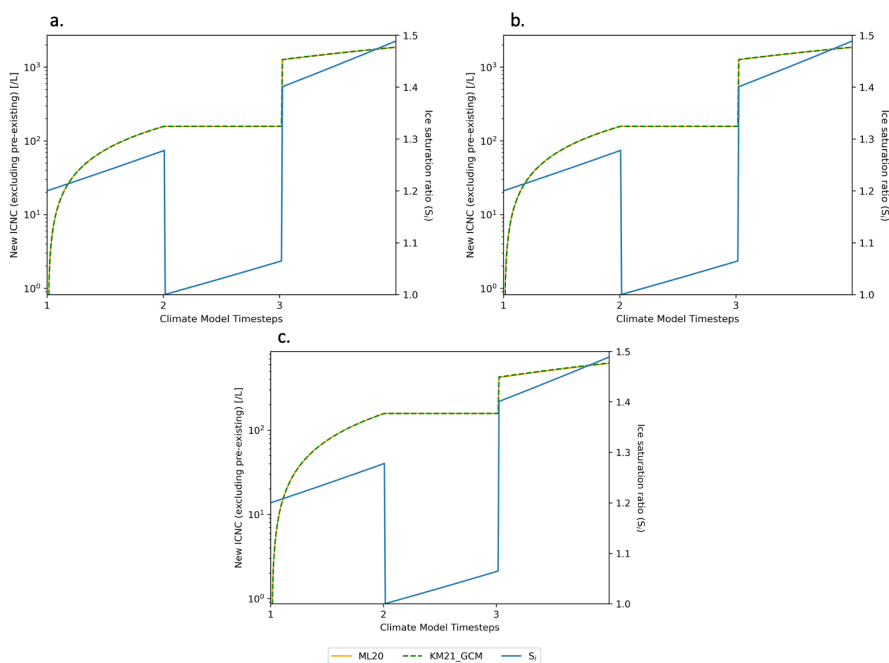 a.
New ICNC (excluding pre-existing) [/L]
10³
10²
10¹
10⁰
1
2
3
Climate Model Timesteps
1.5
1.4
1.3
1.2
1.1
1.0
Ice saturation ratio (Sᵢ)
b.
New ICNC (excluding pre-existing) [/L]
10³
10²
10¹
10⁰
1
2
3
Climate Model Timesteps
1.5
1.4
1.3
1.2
1.1
1.0
Ice saturation ratio (Sᵢ)
c.
New ICNC (excluding pre-existing) [/L]
10²
10¹
10⁰
1
2
3
Climate Model Timesteps
1.5
1.4
1.3
1.2
1.1
1.0
Ice saturation ratio (Sᵢ)
ML20 KM21_GCM Sᵢ